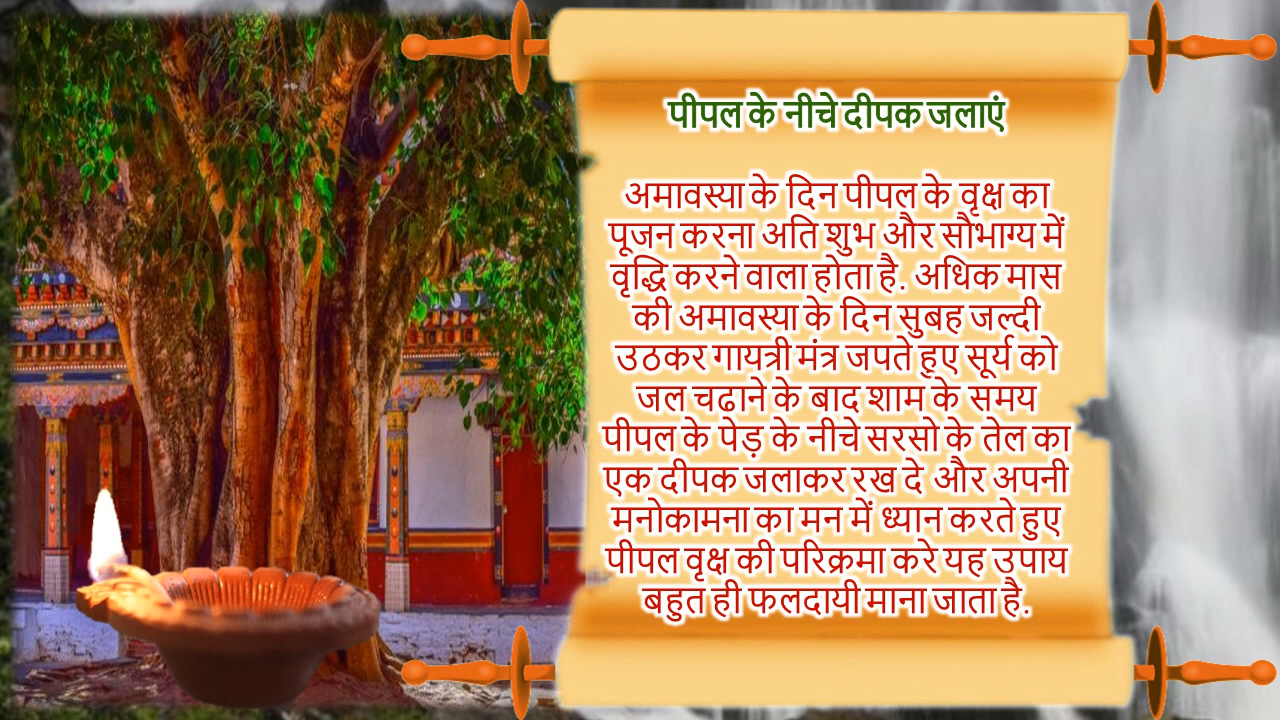 पीपल के नीचे दीपक जलाएं
अमावस्या के दिन पीपल के वृक्ष का
पूजन करना अति शुभ और सौभाग्य में
वृद्धि करने वाला होता है. अधिक मास
की अमावस्या के दिन सुबह जल्दी
उठकर गायत्री मंत्र जपते हुए सूर्य को
जल चढाने के बाद शाम के समय
पीपल के पेड़ के नीचे सरसो के तेल का
एक दीपक जलाकर रख दे और अपनी
मनोकामना का मन में ध्यान करते हुए
पीपल वृक्ष की परिक्रमा करे यह उपाय
बहुत ही फलदायी माना जाता है.